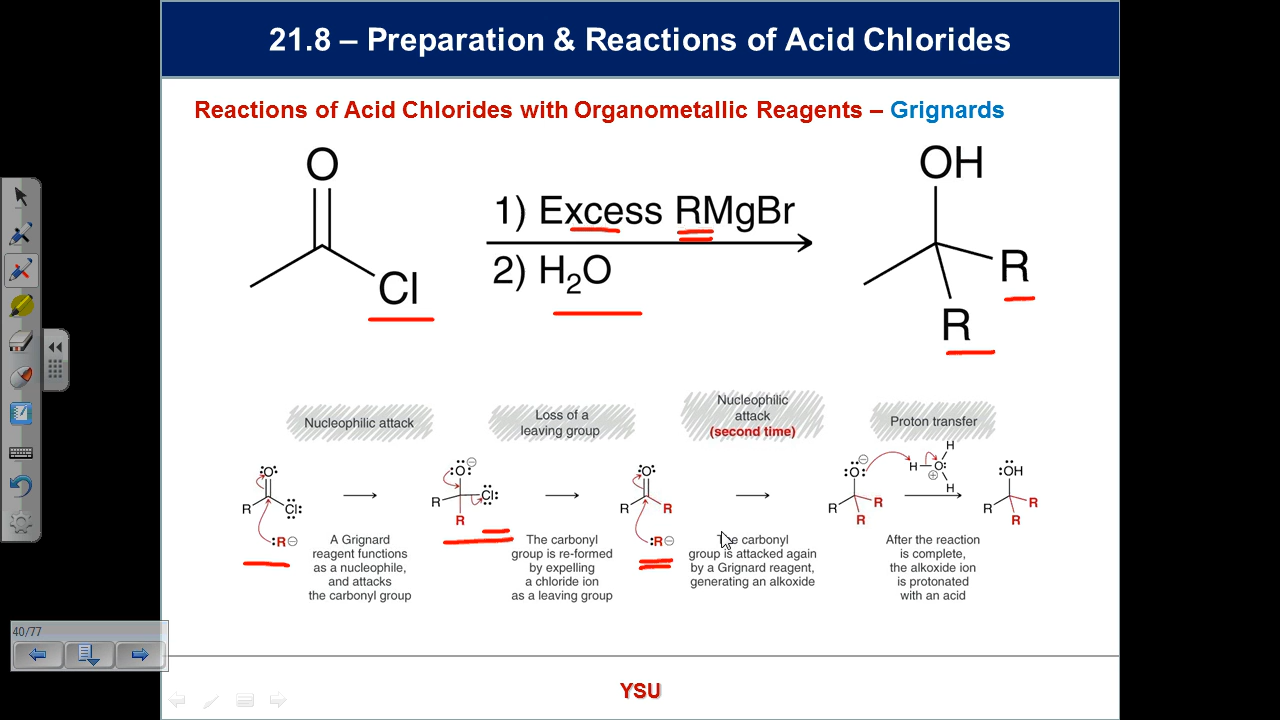 21.8 – Preparation & Reactions of Acid Chlorides
Reactions of Acid Chlorides with Organometallic Reagents – Grignards
O
Cl
1) Excess RMgBr
2) H₂O
OH
R
R
Nucleophilic attack
Loss of a
leaving group
Nucleophilic
attack
(second time)
Proton transfer
:O:
R
Cl:
:R⊖
:O:⊖
R
Cl:
R
:O:
R
R
:R⊖
:O:⊖
R
R
R
H
H
O:
⊕
H
:OH
R
R
R
A Grignard
reagent functions
as a nucleophile,
and attacks
the carbonyl group
The carbonyl
group is re-formed
by expelling
a chloride ion
as a leaving group
carbonyl
group is attacked again
by a Grignard reagent,
generating an alkoxide
After the reaction
is complete,
the alkoxide ion
is protonated
with an acid
40/77
YSU